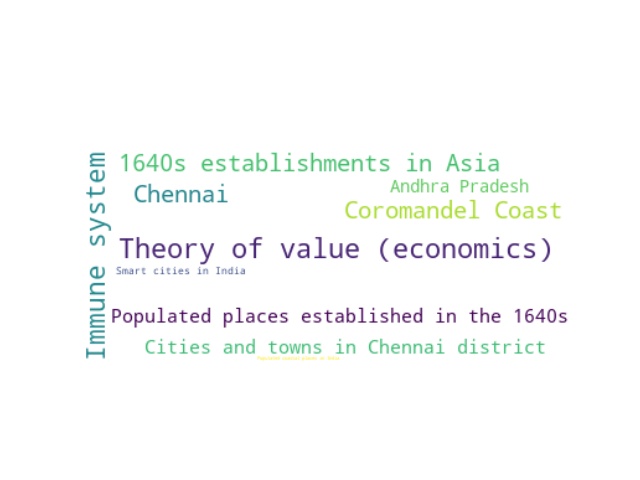 Immune system
1640s establishments in Asia
Andhra Pradesh
Chennai
Coromandel Coast
Theory of value (economics)
Smart cities in India
Populated places established in the 1640s
Cities and towns in Chennai district